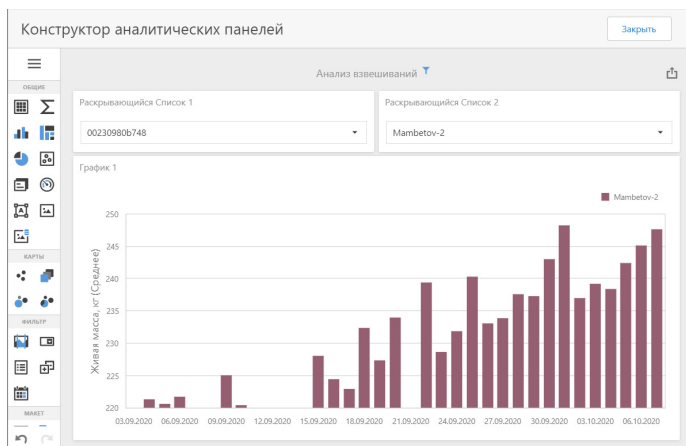 Конструктор аналитических панелей
Закрыть
ОБЩИЕ
Анализ взвешиваний
Раскрывающийся Список 1
Раскрывающийся Список 2
00230980b748
Mambetov-2
График 1
Mambetov-2
250
245
240
235
230
225
220
Живая масса, кг (Среднее)
КАРТЫ
ФИЛЬТР
МАКЕТ
03.09.2020 06.09.2020 09.09.2020 12.09.2020 15.09.2020 18.09.2020 21.09.2020 24.09.2020 27.09.2020 30.09.2020 03.10.2020 06.10.2020